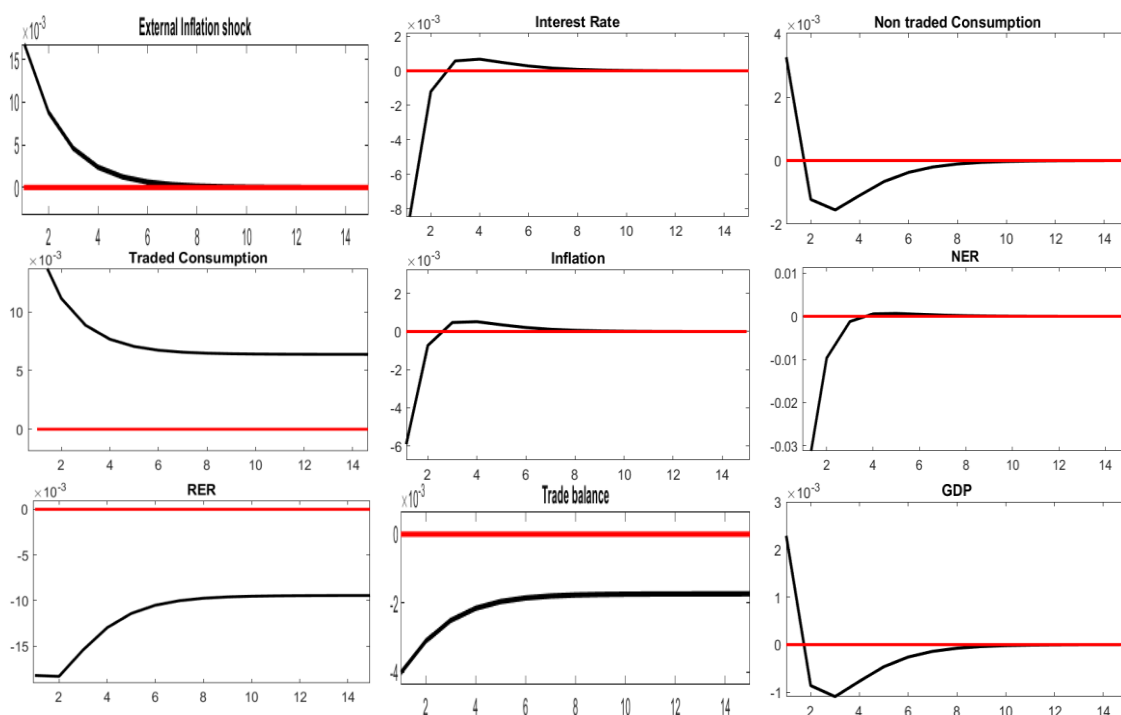 External Inflation shock
×10⁻³
15
10
5
0
2 4 6 8 10 12 14
Interest Rate
×10⁻³
2
0
-2
-4
-6
-8
2 4 6 8 10 12 14
Non traded Consumption
×10⁻³
4
2
0
-2
2 4 6 8 10 12 14
Traded Consumption
×10⁻³
10
5
0
2 4 6 8 10 12 14
Inflation
×10⁻³
2
0
-2
-4
-6
2 4 6 8 10 12 14
NER
0.01
0
-0.01
-0.02
-0.03
2 4 6 8 10 12 14
RER
×10⁻³
0
-5
-10
-15
2 4 6 8 10 12 14
Trade balance
×10⁻³
0
-2
-4
2 4 6 8 10 12 14
GDP
×10⁻³
3
2
1
0
-1
2 4 6 8 10 12 14